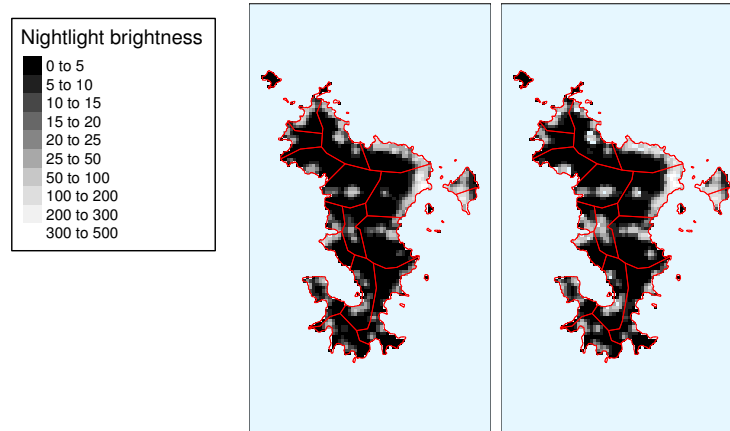 Nightlight brightness
0 to 5
5 to 10
10 to 15
15 to 20
20 to 25
25 to 50
50 to 100
100 to 200
200 to 300
300 to 500